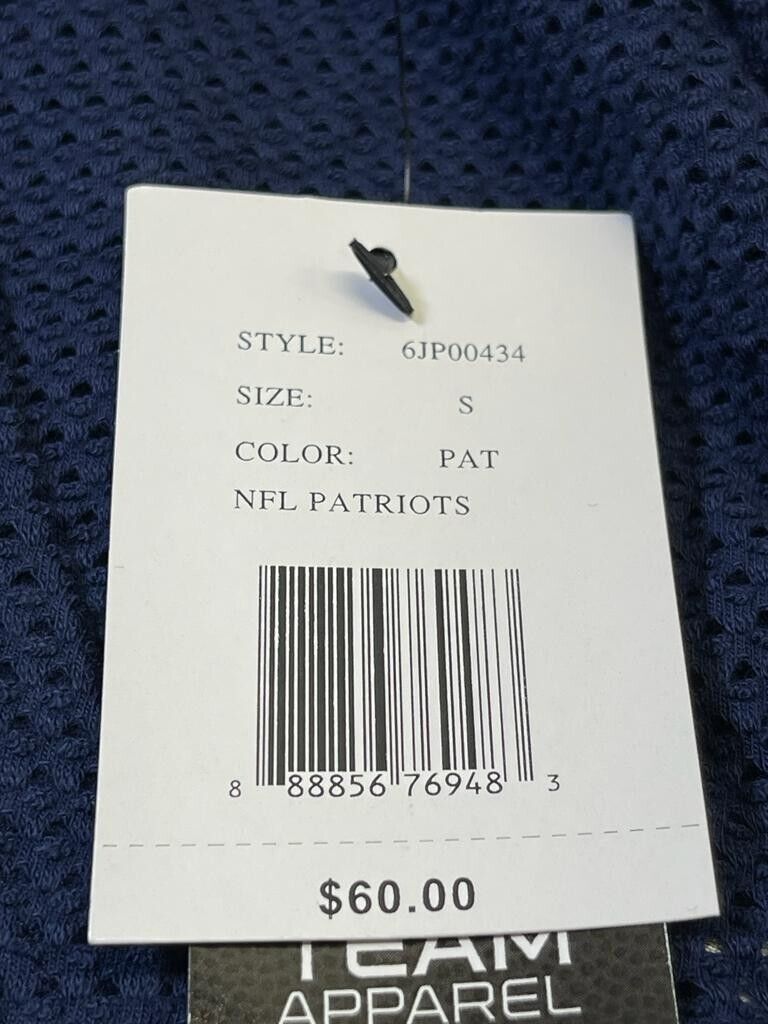 STYLE: 6JP00434
SIZE: S
COLOR: PAT
NFL PATRIOTS
8 88856 76948 3
$60.00
TEAM
APPAREL